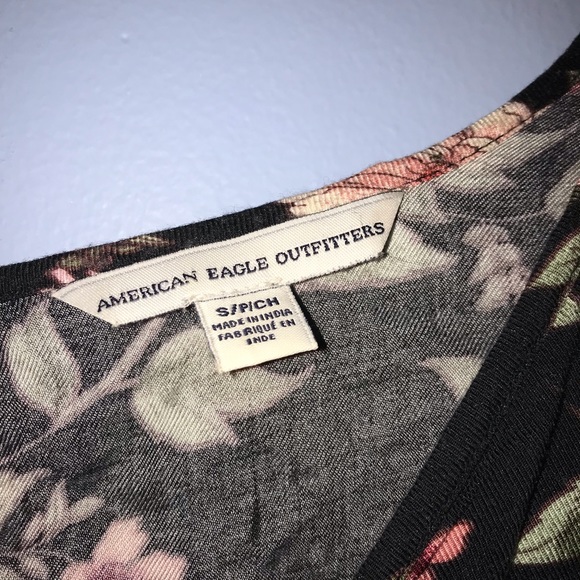 AMERICAN EAGLE OUTFITTERS
S/P/CH
MADE IN INDIA
FABRIQUÉ EN
INDE